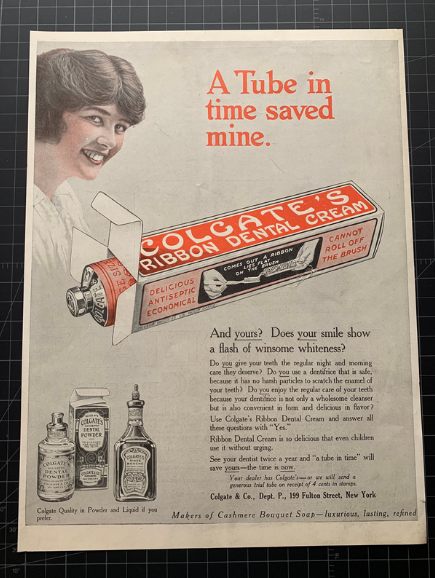 A Tube in
time saved
mine.
COLGATE'S
RIBBON DENTAL CREAM
COMES OUT A RIBBON
LIES FLAT
ON THE BRUSH
DELICIOUS
ANTISEPTIC
ECONOMICAL
CANNOT
ROLL OFF
THE BRUSH
And yours? Does your smile show
a flash of winsome whiteness?
Do you give your teeth the regular night and morning
care they deserve? Do you use a dentifrice that is safe,
because it has no harsh particles to scratch the enamel
of your teeth? Do you enjoy the regular care of your teeth
because your dentifrice is not only a wholesome cleanser
but is also convenient in form and delicious in flavor?
Use Colgate's Ribbon Dental Cream and answer all
these questions with "Yes."
Ribbon Dental Cream is so delicious that even children
use it without urging.
See your dentist twice a year and "a tube in time" will
save yours—the time is now.
Your dealer has Colgate's—or we will send a
generous trial tube on receipt of 4 cents in stamps.
Colgate & Co., Dept. P., 199 Fulton Street, New York
COLGATE'S
DENTAL
POWDER
COLGATE'S
DENTAL
POWDER
Colgate Quality in Powder and Liquid if you
prefer.
Makers of Cashmere Bouquet Soap—luxurious, lasting, refined